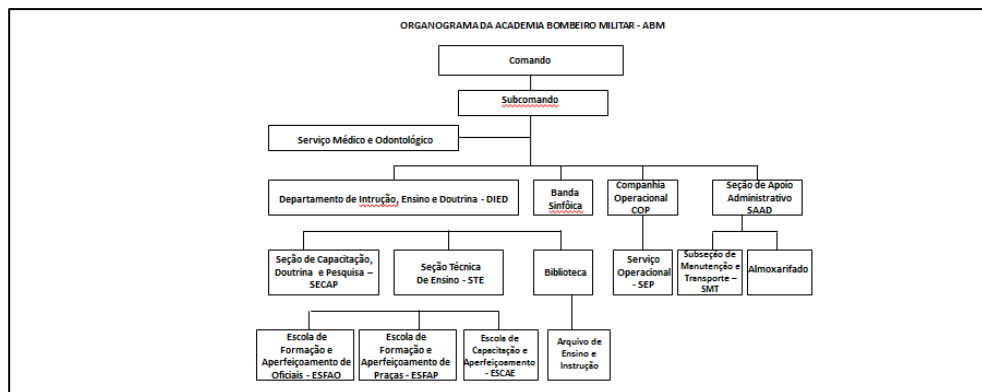 ORGANOGRAMA DA ACADEMIA BOMBEIRO MILITAR - ABM
Comando
Subcomando
Serviço Médico e Odontológico
Departamento de Intrução, Ensino e Doutrina - DIED
Banda
Sinfôica
Companhia
Operacional
COP
Seção de Apoio
Administrativo
SAAD
Seção de Capacitação,
Doutrina e Pesquisa –
SECAP
Seção Técnica
De Ensino - STE
Biblioteca
Serviço
Operacional
- SEP
Subseção de
Manutenção e
Transporte –
SMT
Almoxarifado
Escola de
Formação e
Aperfeiçoamento de
Oficiais - ESFAO
Escola de
Formação e
Aperfeiçoamento de
Praças - ESFAP
Escola de
Capacitação e
Aperfeiçoamento
- ESCAE
Arquivo de
Ensino e
Instrução